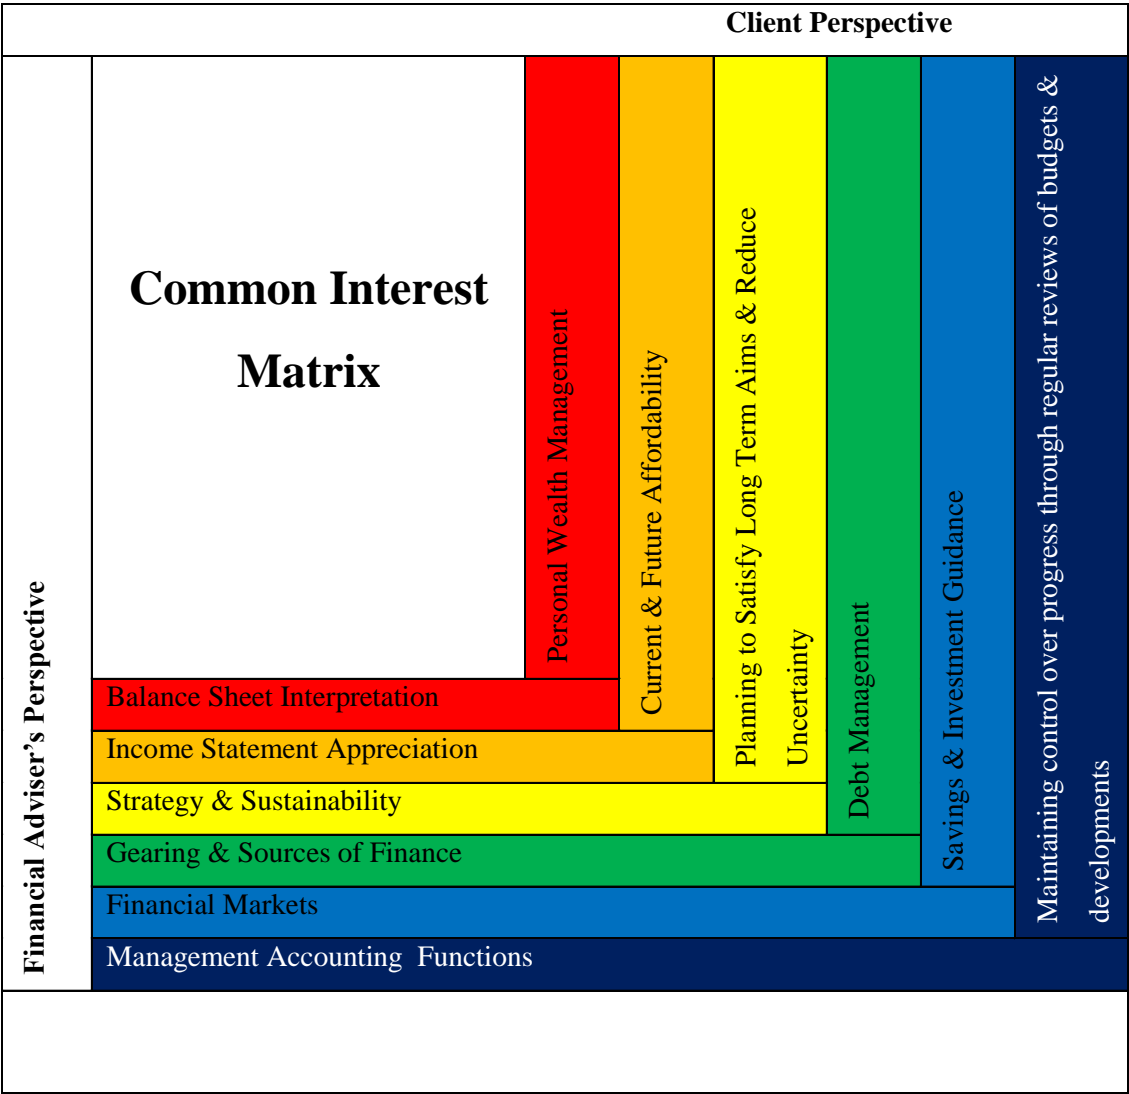 Client Perspective
Financial Adviser’s Perspective
Common Interest
Matrix
Personal Wealth Management
Current & Future Affordability
Planning to Satisfy Long Term Aims & Reduce
Uncertainty
Debt Management
Savings & Investment Guidance
Maintaining control over progress through regular reviews of budgets &
developments
Balance Sheet Interpretation
Income Statement Appreciation
Strategy & Sustainability
Gearing & Sources of Finance
Financial Markets
Management Accounting  Functions